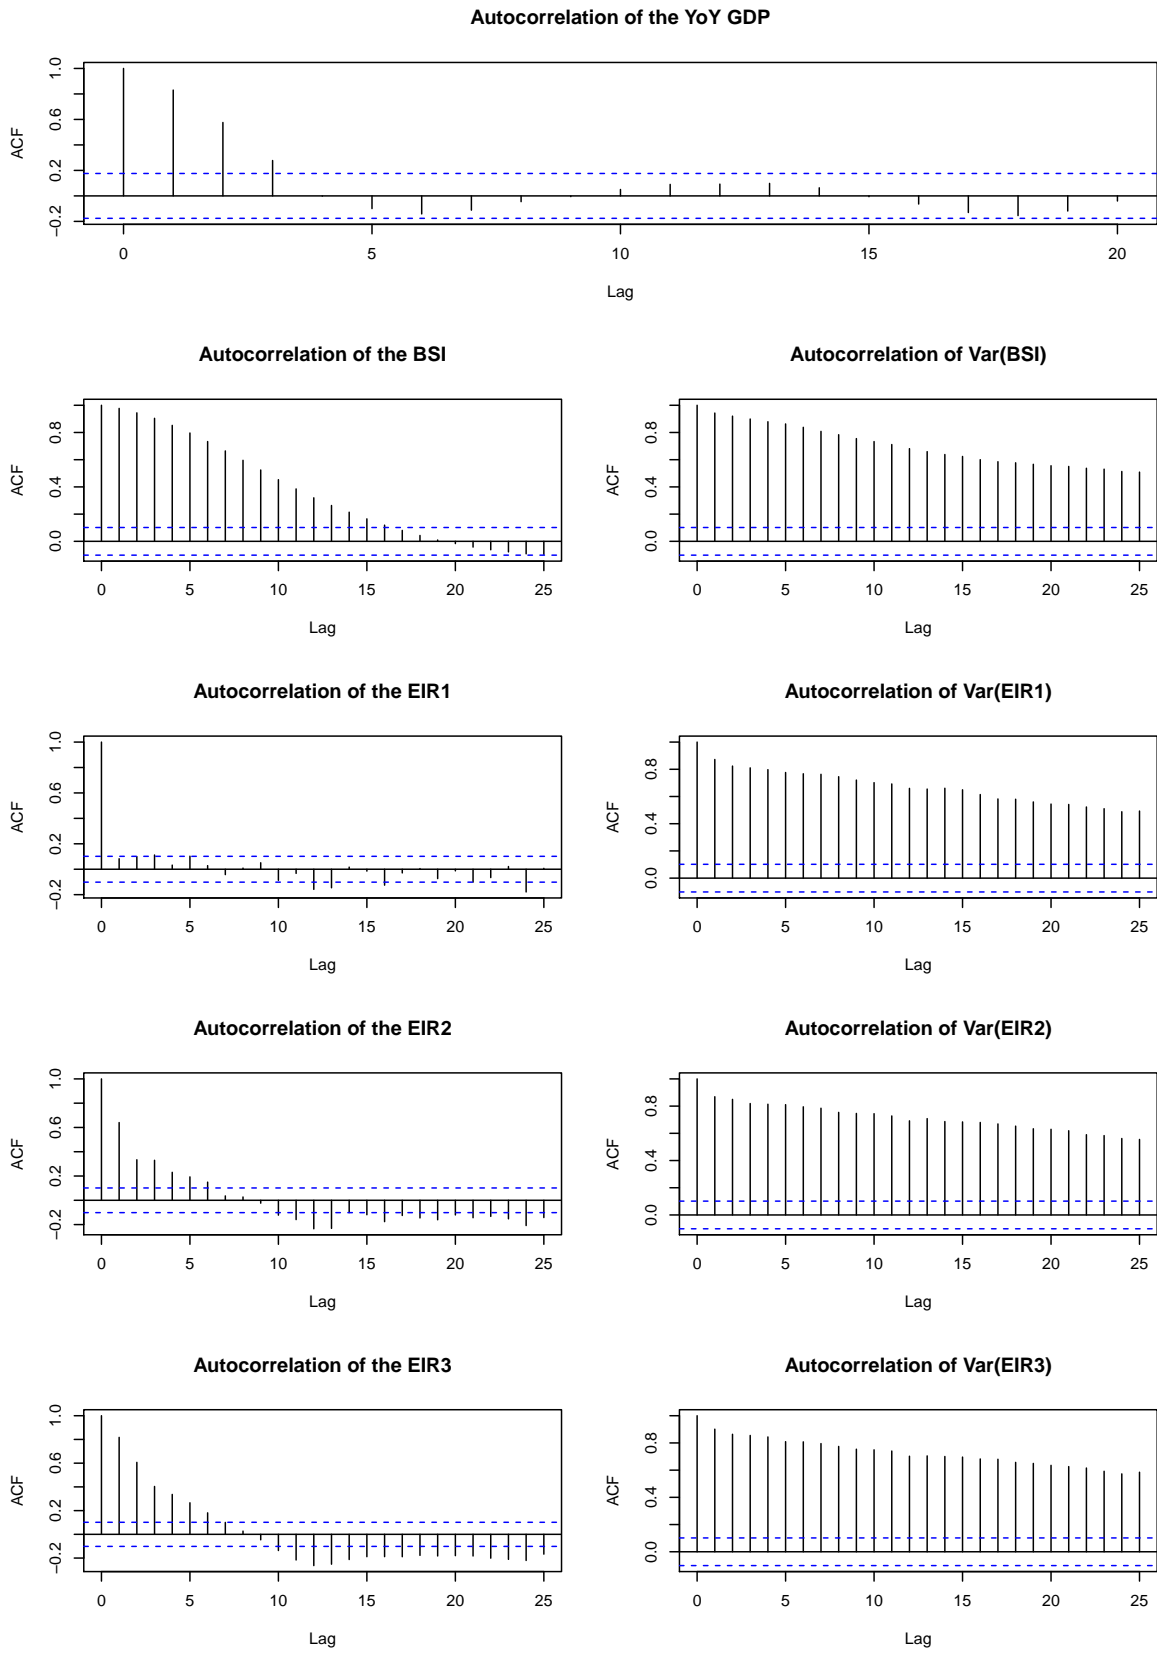 Autocorrelation of the YoY GDP
ACF
−0.2 0.2 0.6 1.0
0 5 10 15 20
Lag
Autocorrelation of the BSI
ACF
0.0 0.4 0.8
0 5 10 15 20 25
Lag
Autocorrelation of Var(BSI)
ACF
0.0 0.4 0.8
0 5 10 15 20 25
Lag
Autocorrelation of the EIR1
ACF
−0.2 0.2 0.6 1.0
0 5 10 15 20 25
Lag
Autocorrelation of Var(EIR1)
ACF
0.0 0.4 0.8
0 5 10 15 20 25
Lag
Autocorrelation of the EIR2
ACF
−0.2 0.2 0.6 1.0
0 5 10 15 20 25
Lag
Autocorrelation of Var(EIR2)
ACF
0.0 0.4 0.8
0 5 10 15 20 25
Lag
Autocorrelation of the EIR3
ACF
−0.2 0.2 0.6 1.0
0 5 10 15 20 25
Lag
Autocorrelation of Var(EIR3)
ACF
0.0 0.4 0.8
0 5 10 15 20 25
Lag